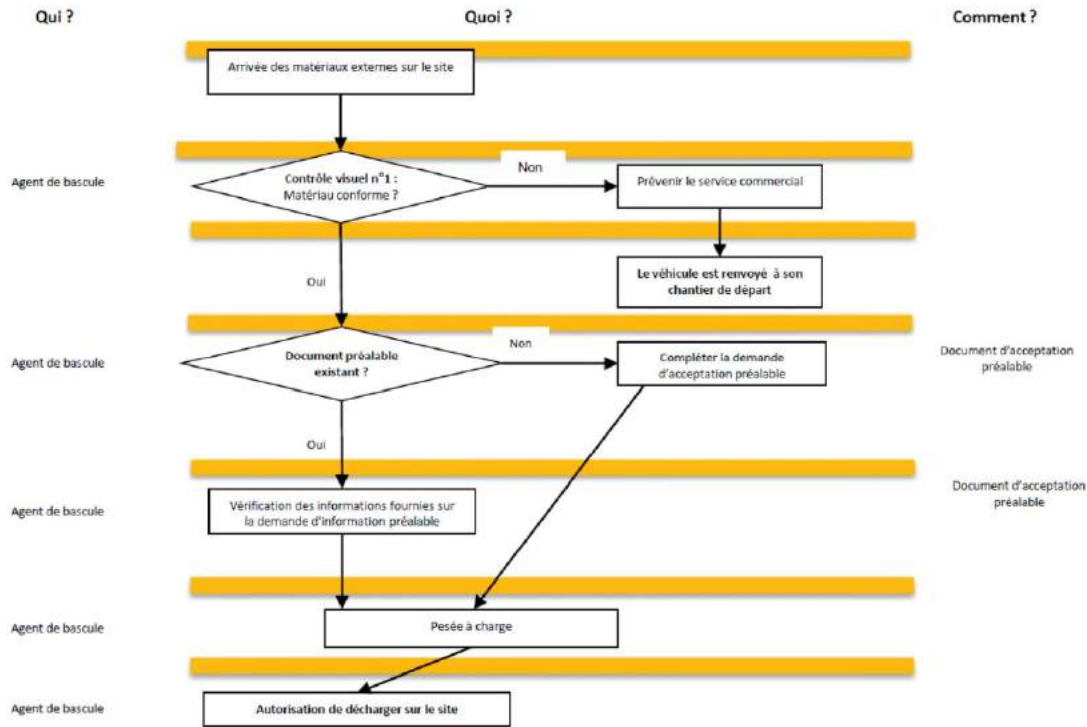 Qui ?
Quoi ?
Comment ?
Arrivée des matériaux externes sur le site
Agent de bascule
Contrôle visuel n°1 :
Matériau conforme ?
Non
Prévenir le service commercial
Oui
Le véhicule est renvoyé à son
chantier de départ
Agent de bascule
Document préalable
existant ?
Non
Compléter la demande
d'acceptation préalable
Document d'acceptation
préalable
Oui
Agent de bascule
Vérification des informations fournies sur
la demande d'information préalable
Document d'acceptation
préalable
Agent de bascule
Pesée à charge
Agent de bascule
Autorisation de décharger sur le site